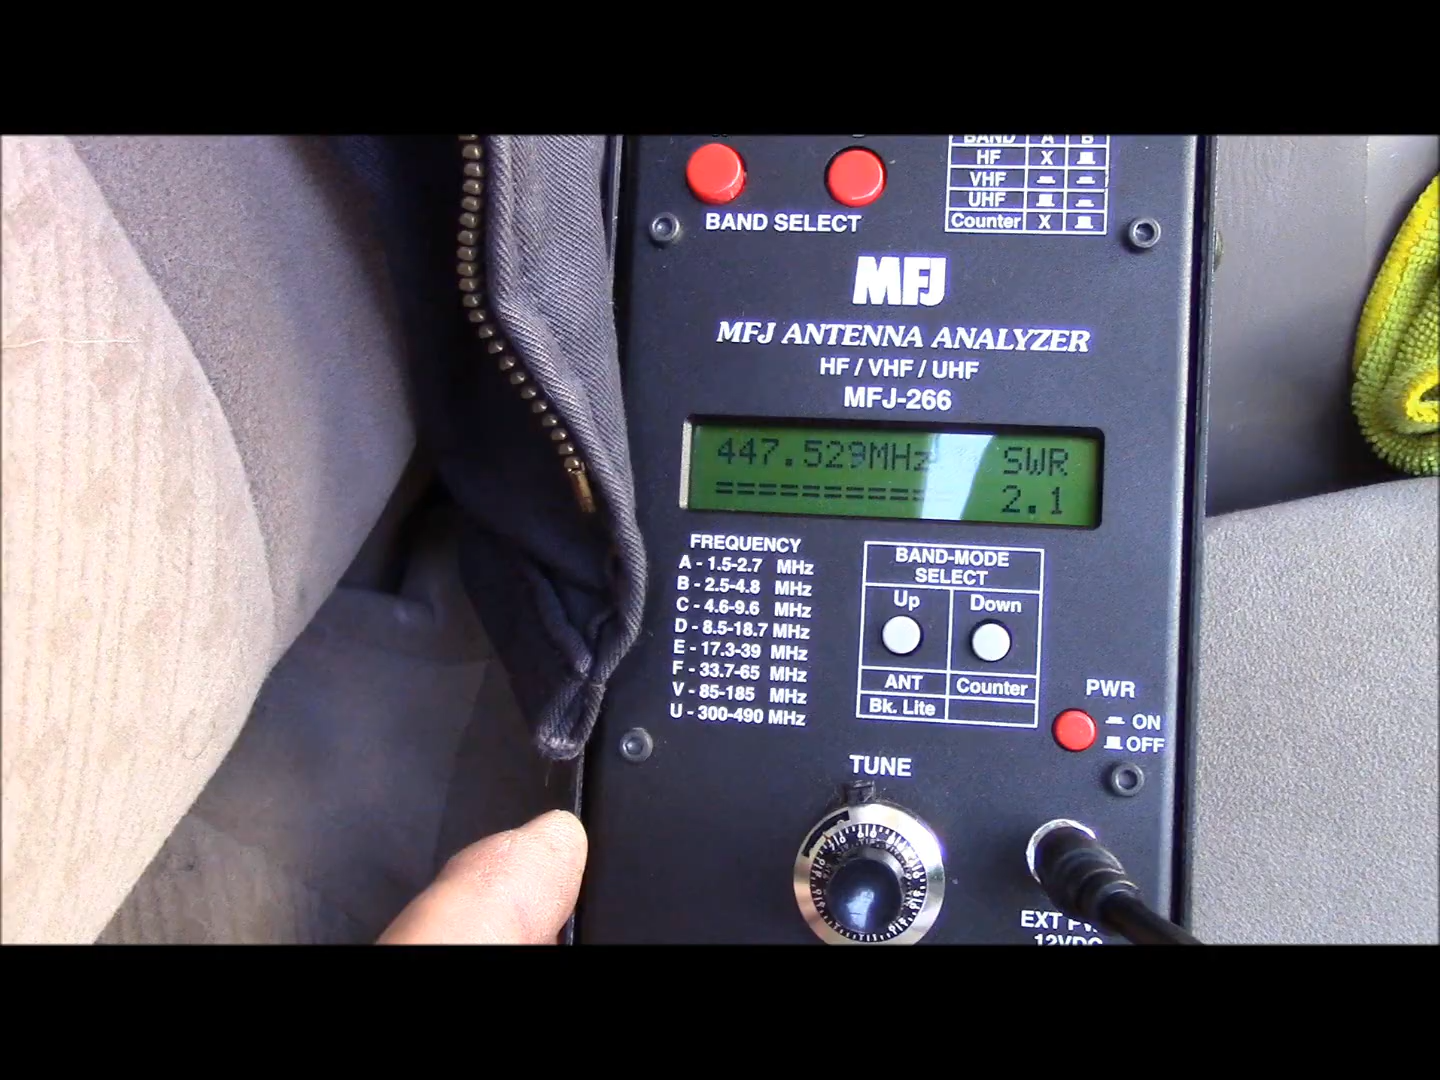 BAND A B
HF X
VHF
UHF
Counter X
BAND SELECT
MFJ
MFJ ANTENNA ANALYZER
HF / VHF / UHF
MFJ-266
447.529MHz SWR
========== 2.1
FREQUENCY
A - 1.5-2.7 MHz
B - 2.5-4.8 MHz
C - 4.6-9.6 MHz
D - 8.5-18.7 MHz
E - 17.3-39 MHz
F - 33.7-65 MHz
V - 85-185 MHz
U - 300-490 MHz
BAND-MODE
SELECT
Up Down
ANT Counter
Bk. Lite
PWR
ON
OFF
TUNE
EXT
12VDC